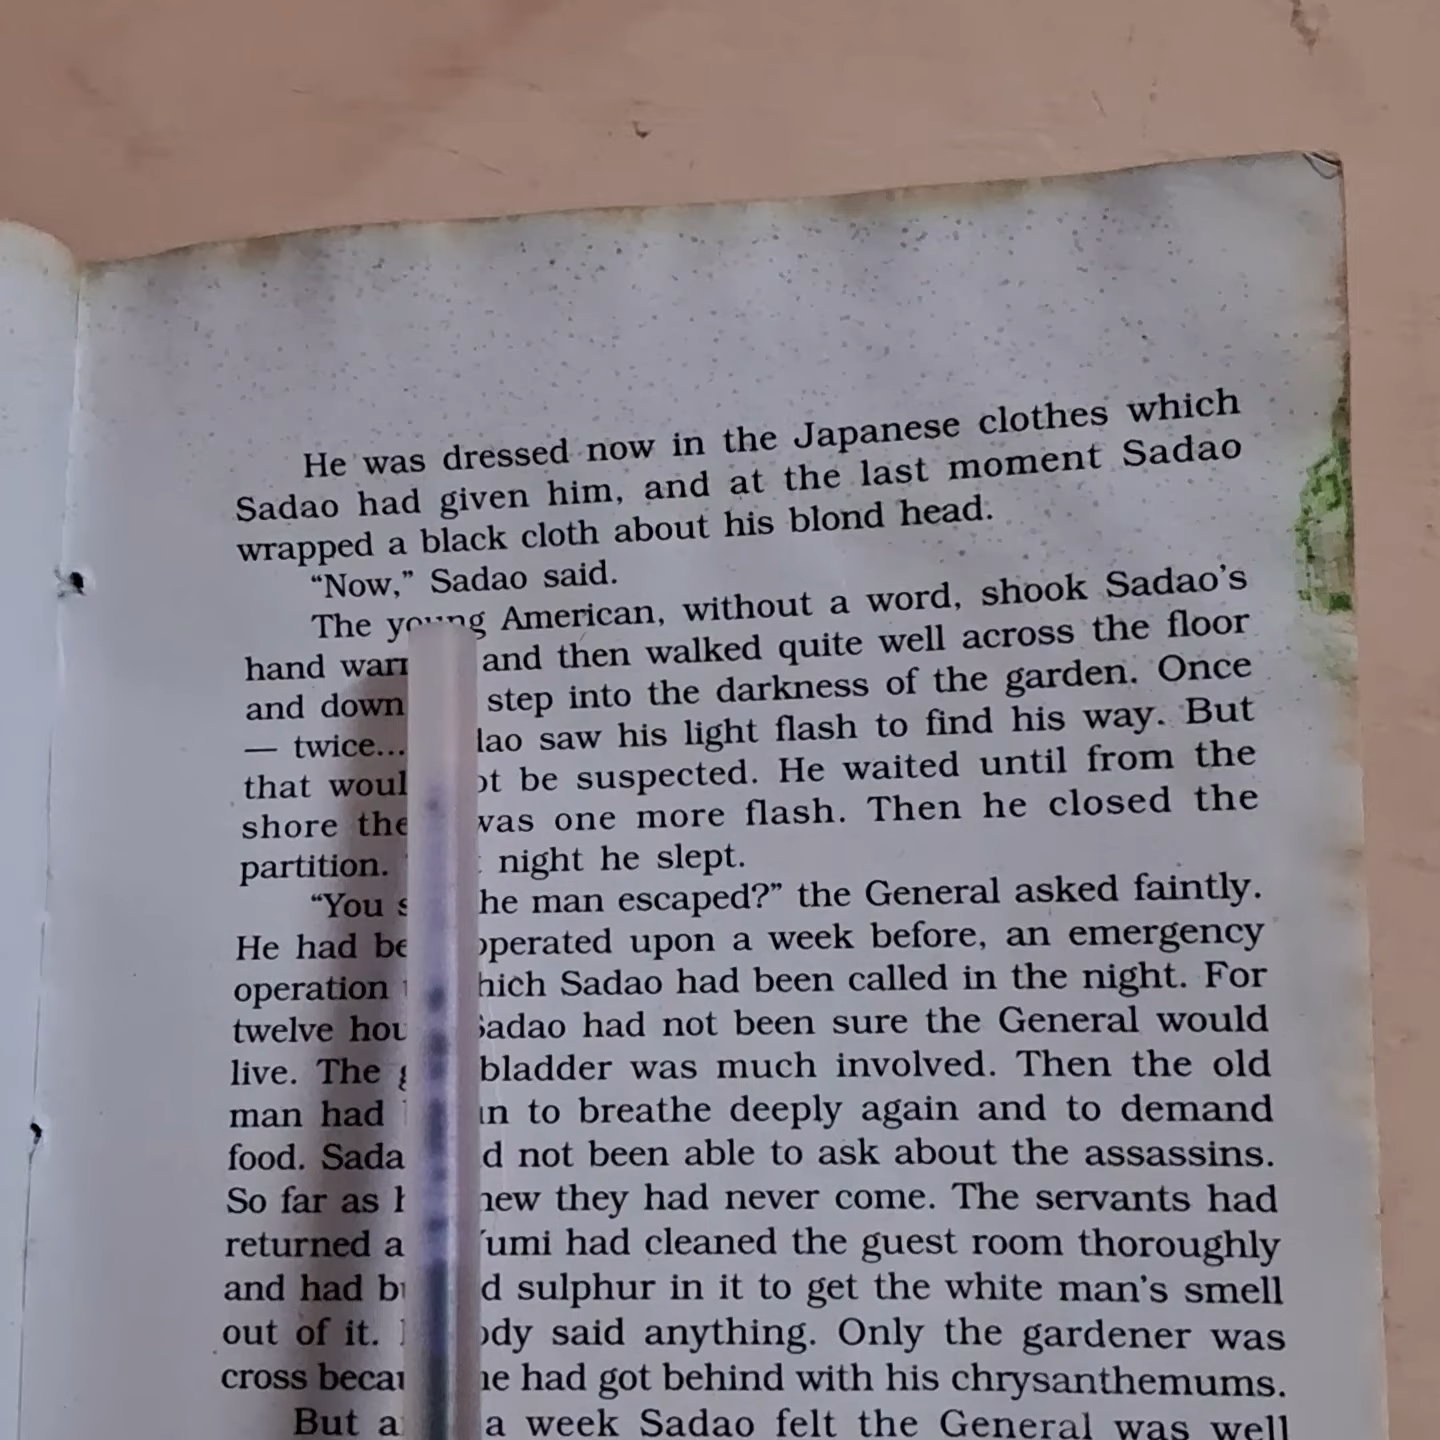 He was dressed now in the Japanese clothes which
Sadao had given him, and at the last moment Sadao
wrapped a black cloth about his blond head.
“Now,” Sadao said.
The young American, without a word, shook Sadao’s
hand and then walked quite well across the floor
and down step into the darkness of the garden. Once
— twice... saw his light flash to find his way. But
that be suspected. He waited until from the
shore was one more flash. Then he closed the
partition. night he slept.
“You man escaped?” the General asked faintly.
He had operated upon a week before, an emergency
operation which Sadao had been called in the night. For
twelve Sadao had not been sure the General would
live. The bladder was much involved. Then the old
man had to breathe deeply again and to demand
food. not been able to ask about the assassins.
So far as they had never come. The servants had
returned Yumi had cleaned the guest room thoroughly
and had sulphur in it to get the white man’s smell
out of it. said anything. Only the gardener was
cross he had got behind with his chrysanthemums.
But a week Sadao felt the General was well